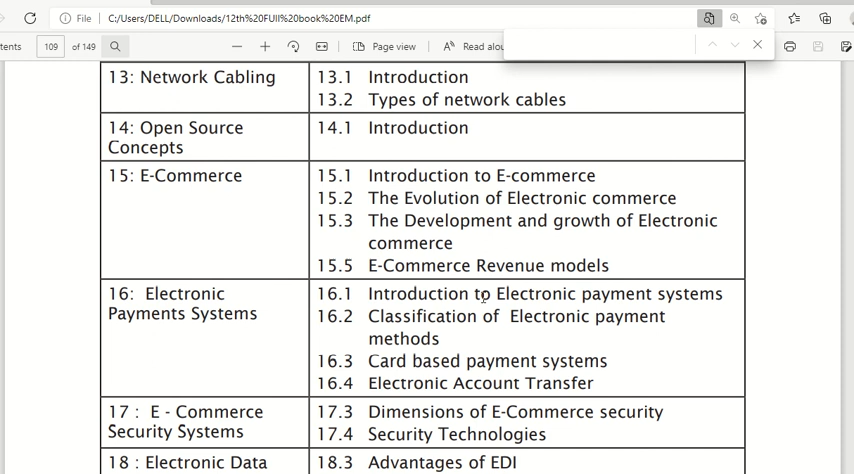 File C:/Users/DELL/Downloads/12th%20FUll%20book%20EM.pdf
109 of 149 Page view Read
13: Network Cabling 13.1 Introduction
13.2 Types of network cables
14: Open Source 14.1 Introduction
Concepts
15: E-Commerce 15.1 Introduction to E-commerce
15.2 The Evolution of Electronic commerce
15.3 The Development and growth of Electronic
commerce
15.5 E-Commerce Revenue models
16: Electronic 16.1 Introduction to Electronic payment systems
Payments Systems 16.2 Classification of Electronic payment
methods
16.3 Card based payment systems
16.4 Electronic Account Transfer
17 : E - Commerce 17.3 Dimensions of E-Commerce security
Security Systems 17.4 Security Technologies
18 : Electronic Data 18.3 Advantages of EDI